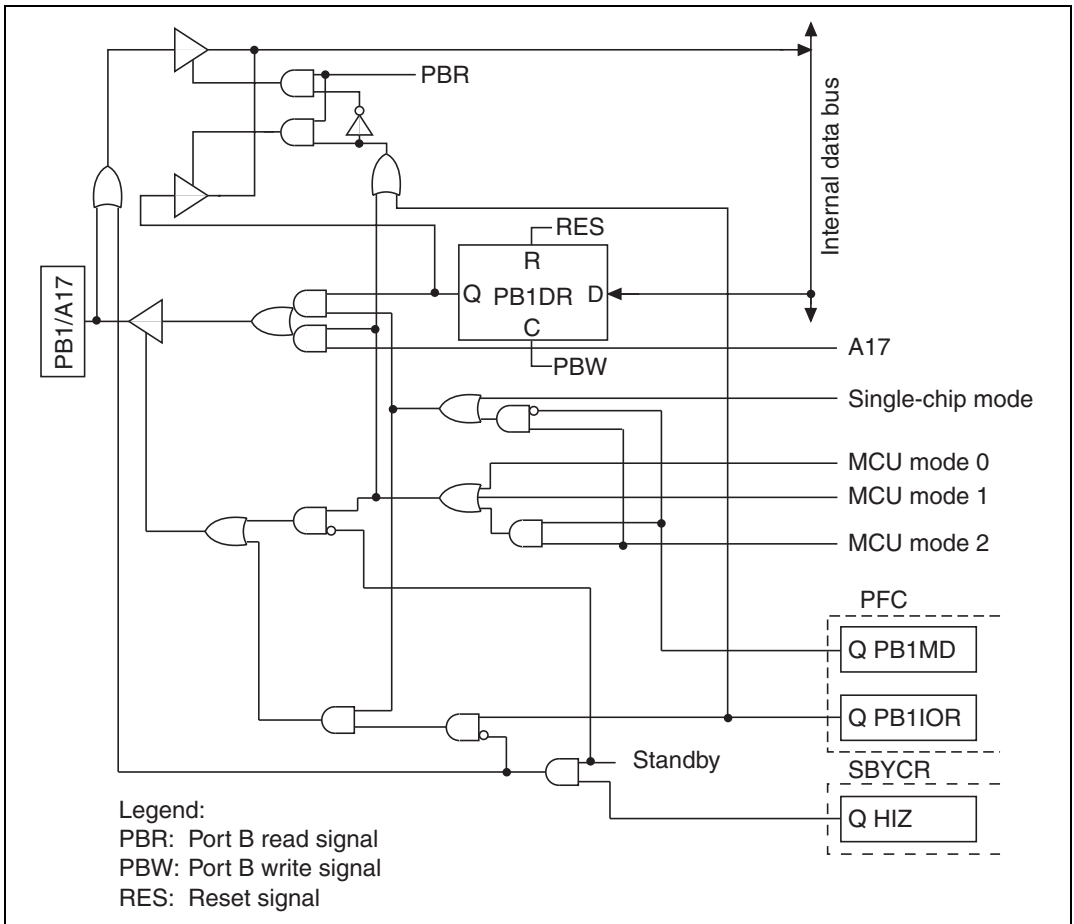 PBR
Internal data bus
RES
R
Q PB1DR D
C
PBW
PB1/A17
A17
Single-chip mode
MCU mode 0
MCU mode 1
MCU mode 2
PFC
Q PB1MD
Q PB1IOR
Standby
SBYCR
Q HIZ
Legend:
PBR: Port B read signal
PBW: Port B write signal
RES: Reset signal